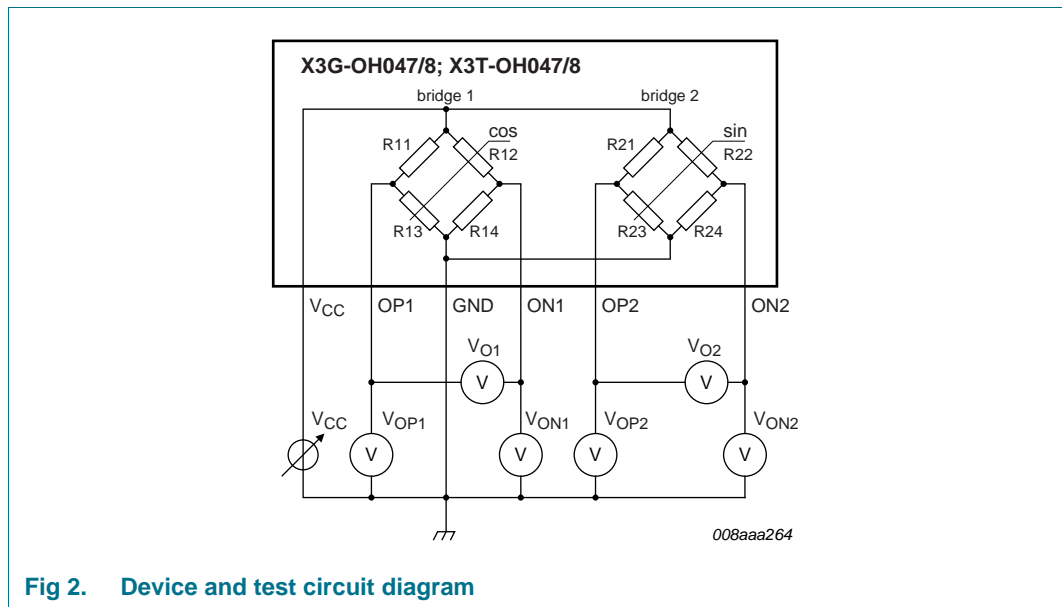 X3G-OH047/8; X3T-OH047/8
bridge 1 bridge 2
cos sin
R11 R12 R21 R22
R13 R14 R23 R24
VCC OP1 GND ON1 OP2 ON2
VO1 VO2
V V
VCC VOP1 VON1 VOP2 VON2
V V V V
008aaa264
Fig 2. Device and test circuit diagram